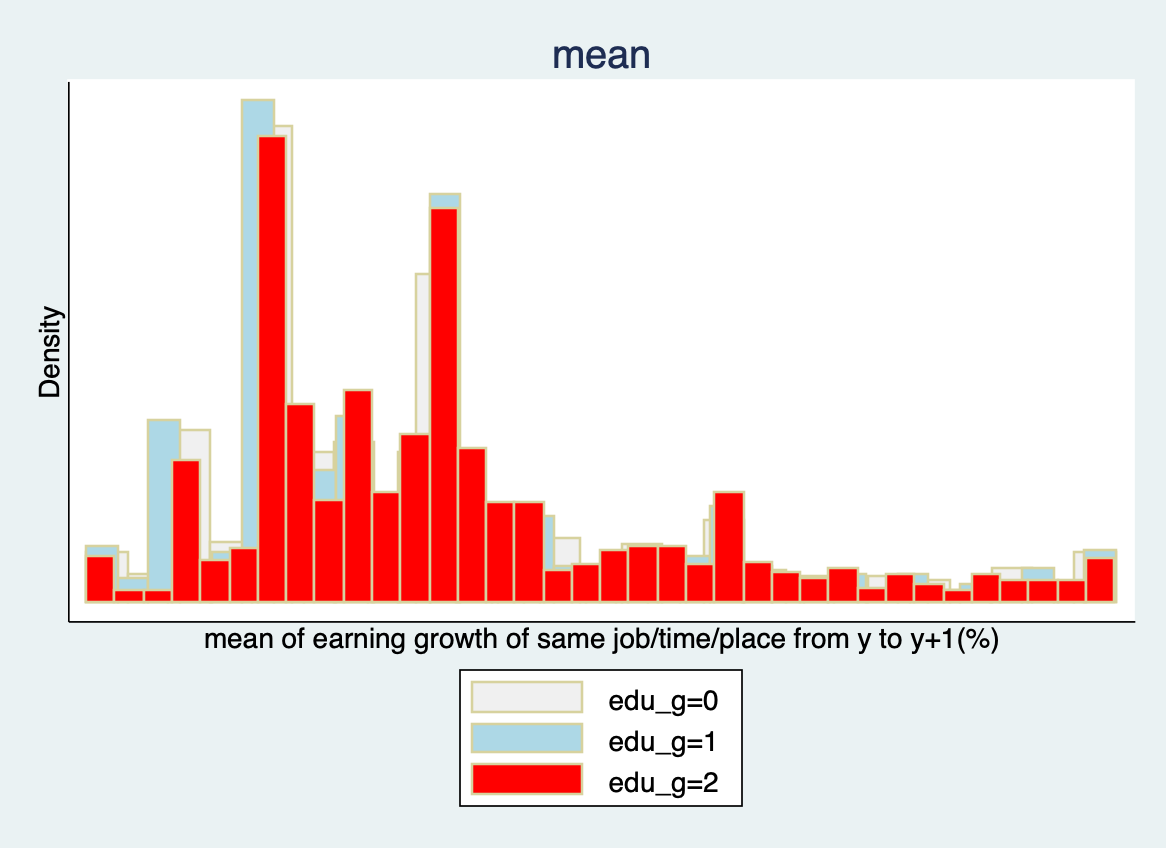 mean
Density
mean of earning growth of same job/time/place from y to y+1(%)
edu_g=0
edu_g=1
edu_g=2